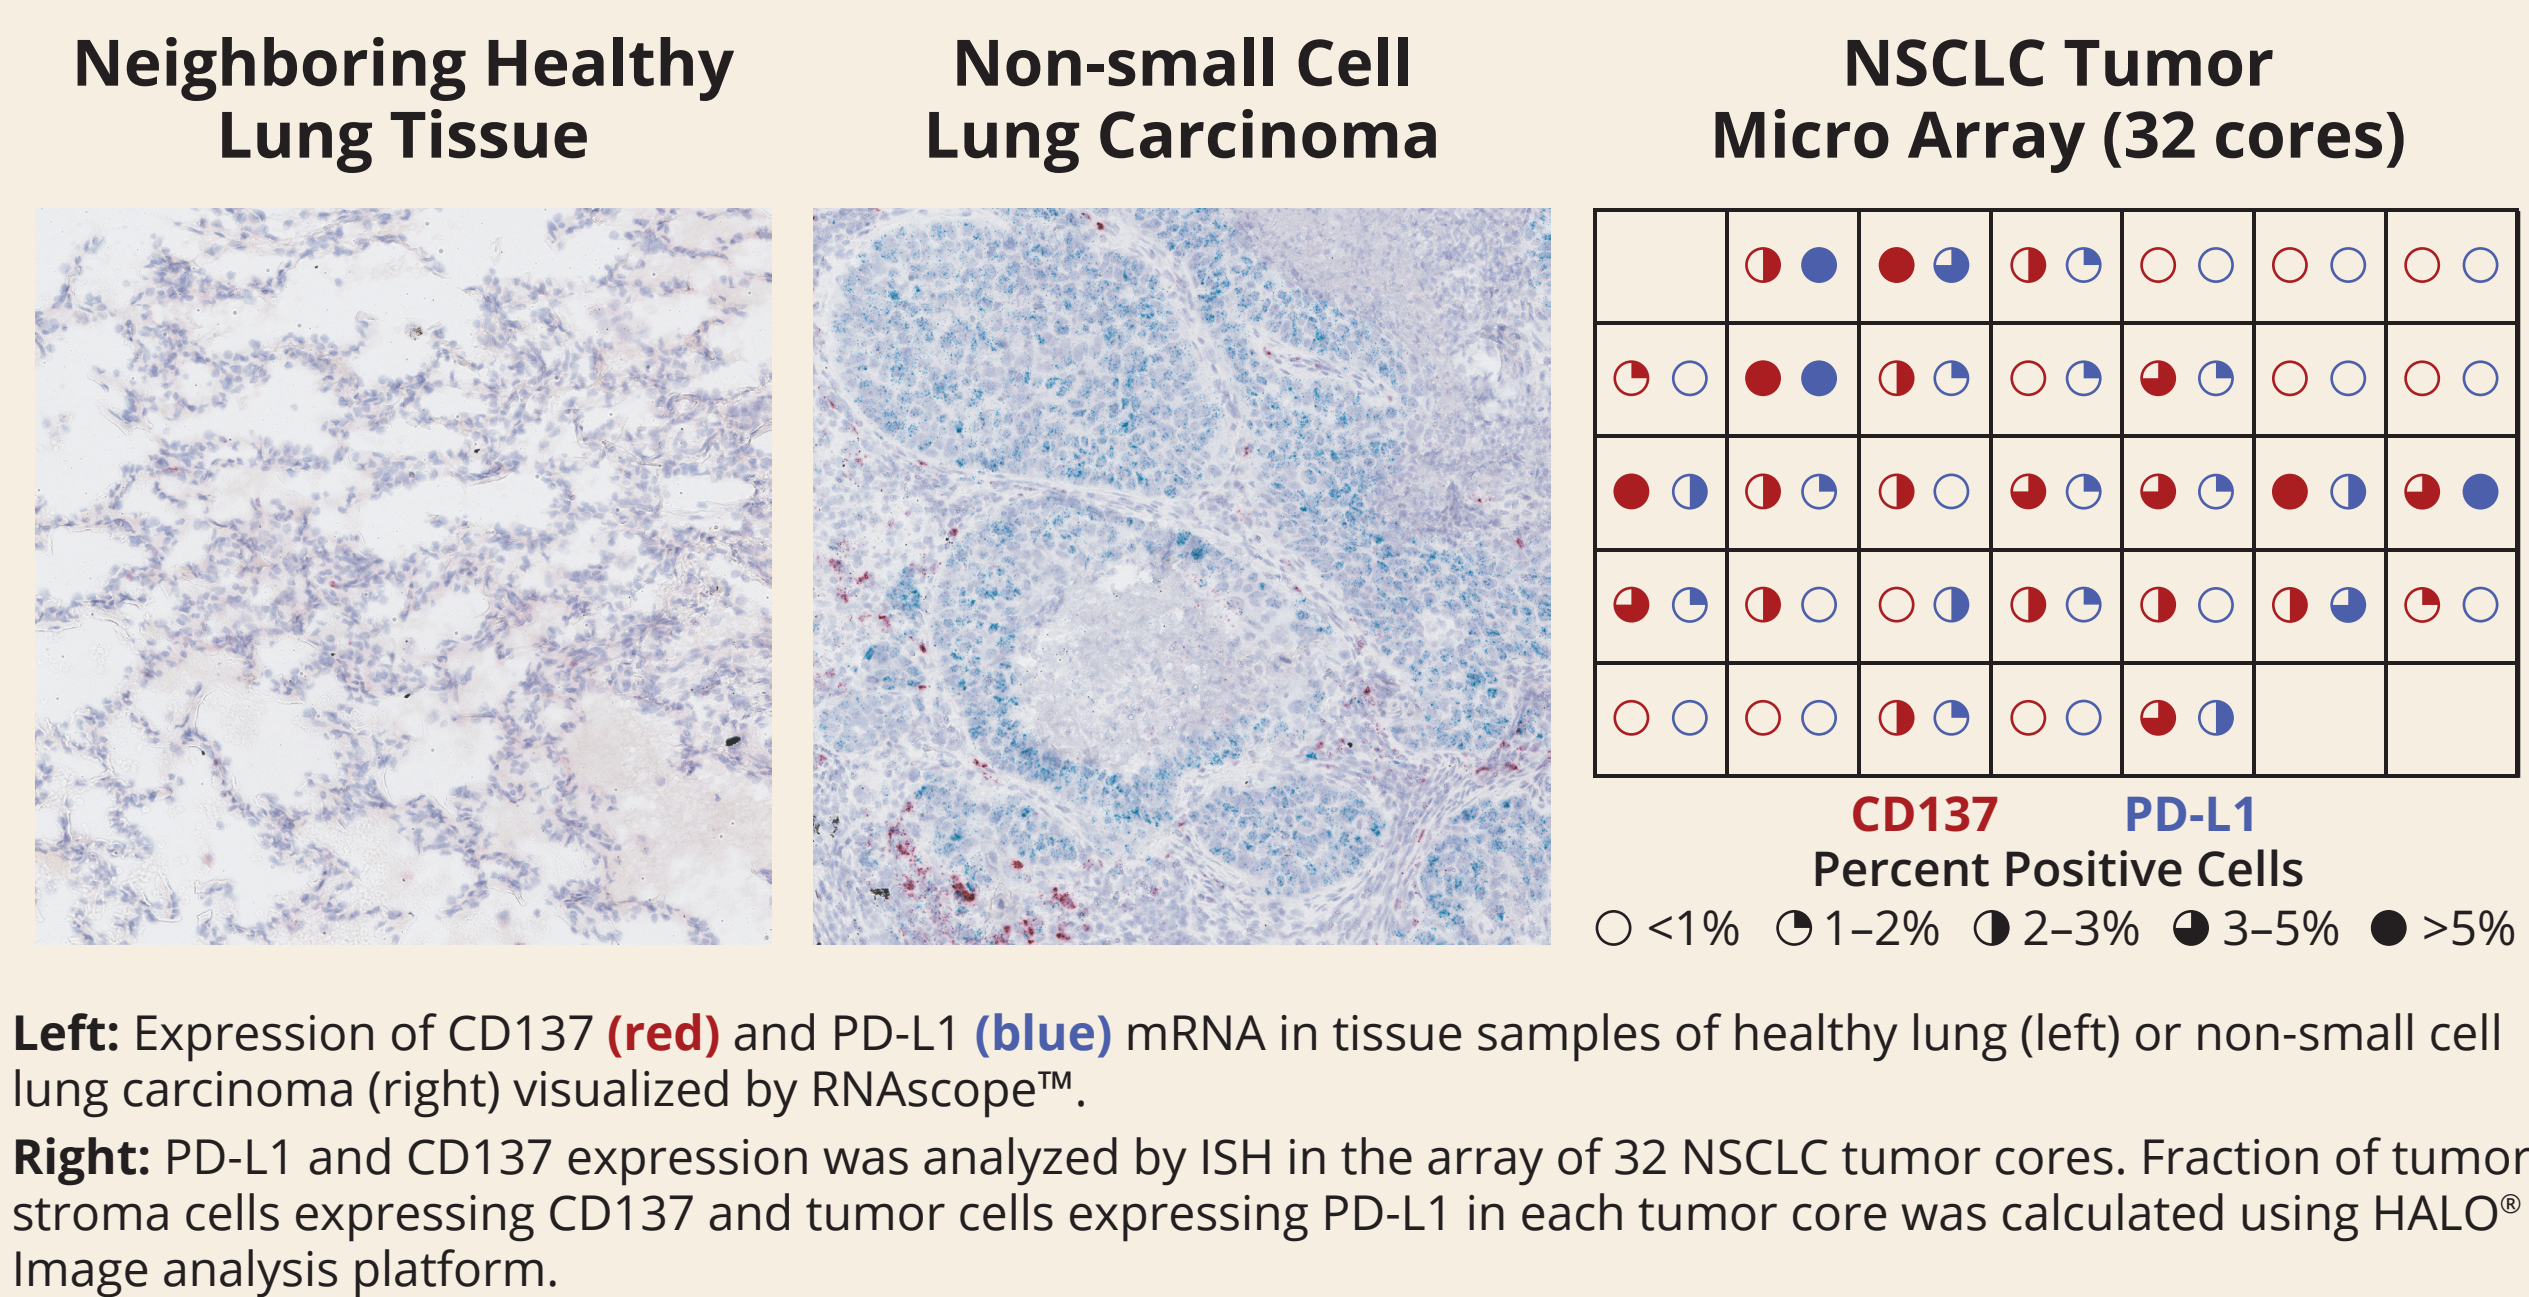 Neighboring Healthy
Lung Tissue
Non-small Cell
Lung Carcinoma
NSCLC Tumor
Micro Array (32 cores)
CD137 PD-L1
Percent Positive Cells
<1% 1–2% 2–3% 3–5% >5%
Left: Expression of CD137 (red) and PD-L1 (blue) mRNA in tissue samples of healthy lung (left) or non-small cell
lung carcinoma (right) visualized by RNAscope™.
Right: PD-L1 and CD137 expression was analyzed by ISH in the array of 32 NSCLC tumor cores. Fraction of tumor
stroma cells expressing CD137 and tumor cells expressing PD-L1 in each tumor core was calculated using HALO®
Image analysis platform.